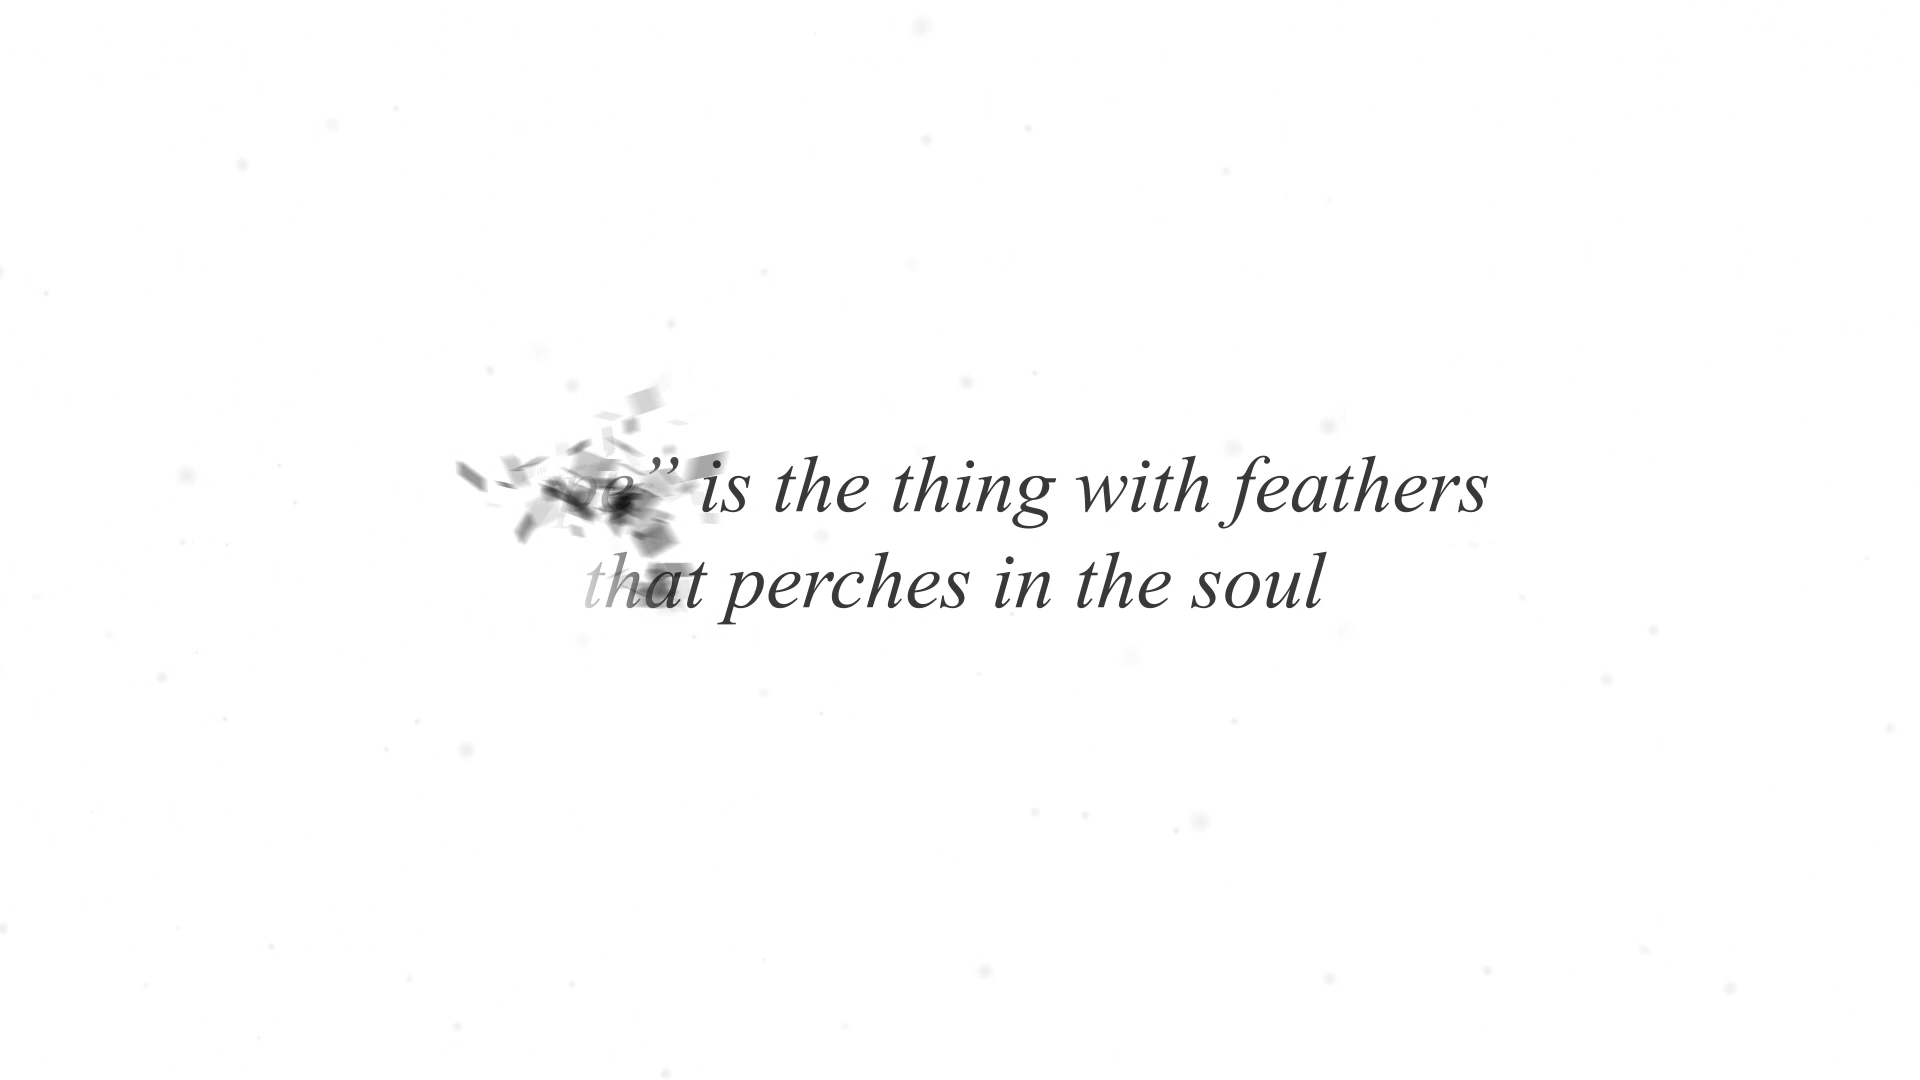 is the thing with feathers
that perches in the soul